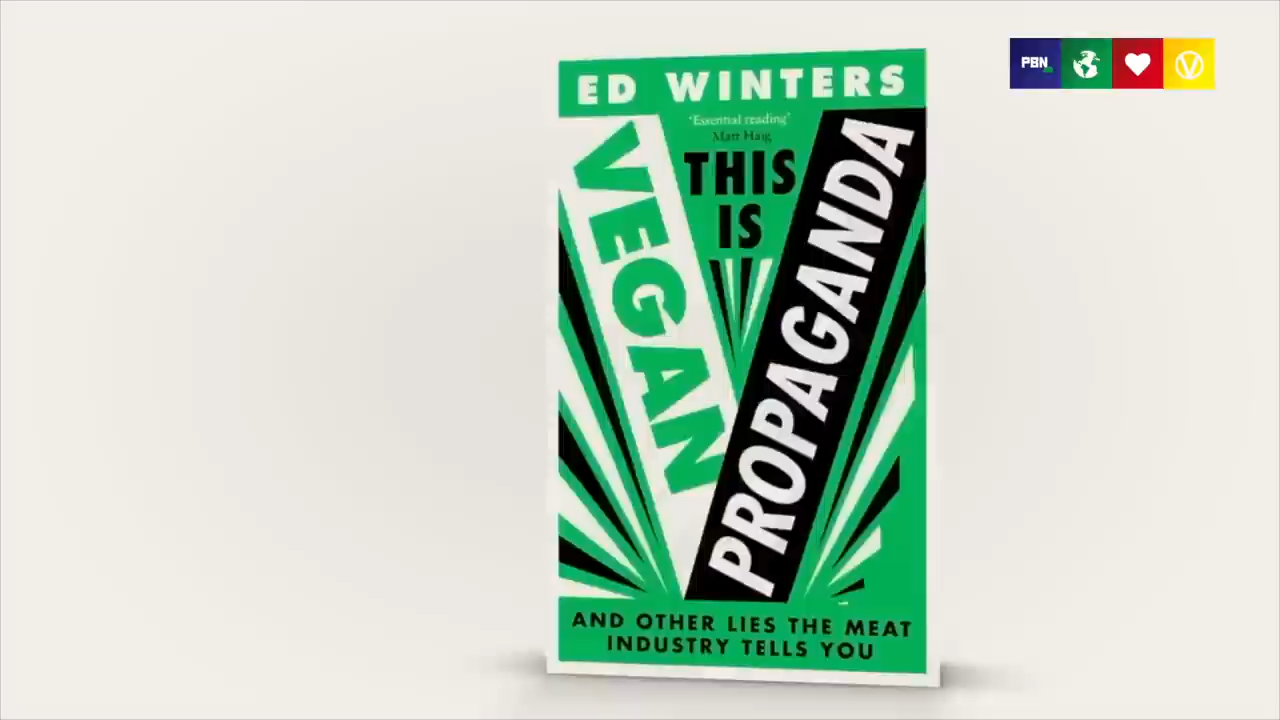 ED WINTERS
'Essential reading'
Matt Haig
THIS
IS
VEGAN
PROPAGANDA
AND OTHER LIES THE MEAT
INDUSTRY TELLS YOU
PBN